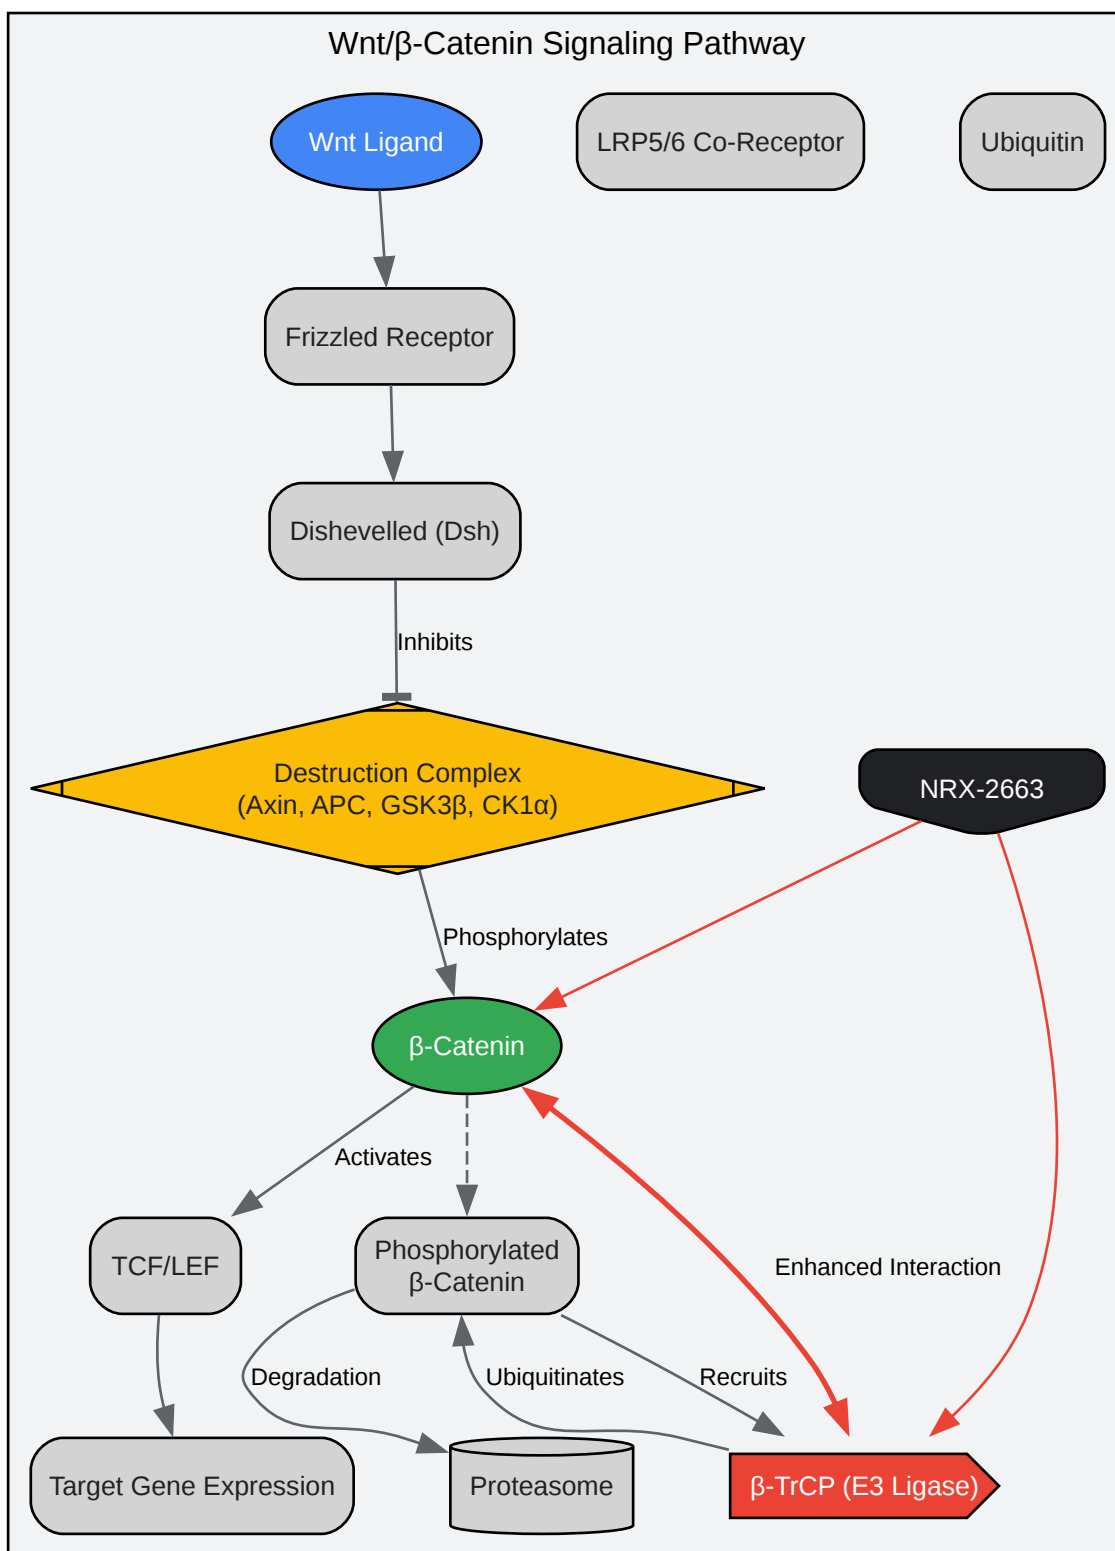 Wnt/β-Catenin Signaling Pathway
Wnt Ligand
LRP5/6 Co-Receptor
Ubiquitin
Frizzled Receptor
Dishevelled (Dsh)
Inhibits
Destruction Complex
(Axin, APC, GSK3β, CK1α)
NRX-2663
Phosphorylates
β-Catenin
Activates
TCF/LEF
Phosphorylated
β-Catenin
Enhanced Interaction
Degradation
Ubiquitinates
Recruits
Target Gene Expression
Proteasome
β-TrCP (E3 Ligase)